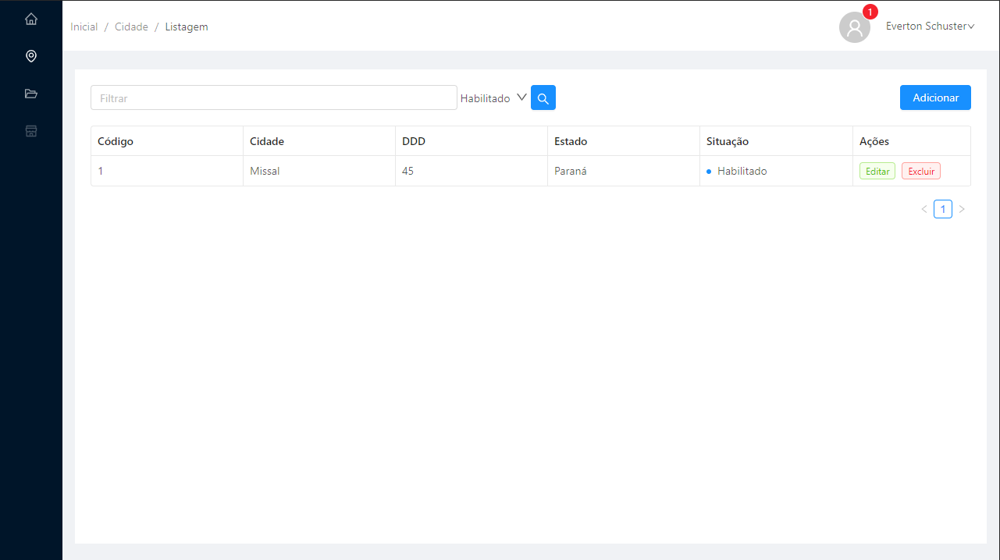 1
Inicial / Cidade / Listagem
Everton Schuster
Filtrar
Habilitado
Adicionar
Código Cidade DDD Estado Situação Ações
1 Missal 45 Paraná Habilitado Editar Excluir
< 1 >